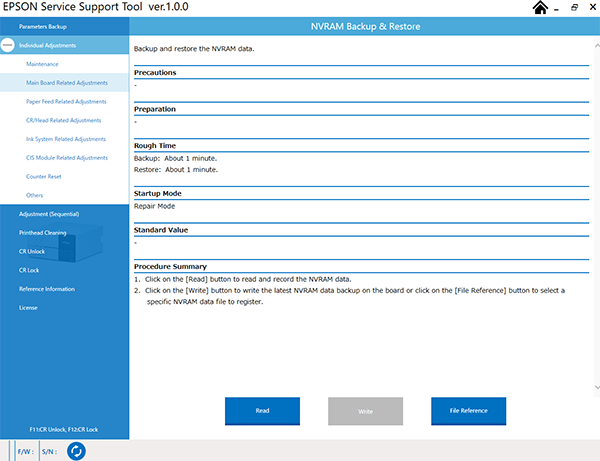 EPSON Service Support Tool ver.1.0.0
Parameters Backup
Individual Adjustments
Maintenance
Main Board Related Adjustments
Paper Feed Related Adjustments
CR/Head Related Adjustments
Ink System Related Adjustments
CIS Module Related Adjustments
Counter Reset
Others
Adjustment (Sequential)
Printhead Cleaning
CR Unlock
CR Lock
Reference Information
License
F11:CR Unlock, F12:CR Lock
NVRAM Backup & Restore
Backup and restore the NVRAM data.
Precautions
-
Preparation
-
Rough Time
Backup: About 1 minute.
Restore: About 1 minute.
Startup Mode
Repair Mode
Standard Value
-
Procedure Summary
1. Click on the [Read] button to read and record the NVRAM data.
2. Click on the [Write] button to write the latest NVRAM data backup on the board or click on the [File Reference] button to select a
specific NVRAM data file to register.
Read
Write
File Reference
F/W :
S/N :